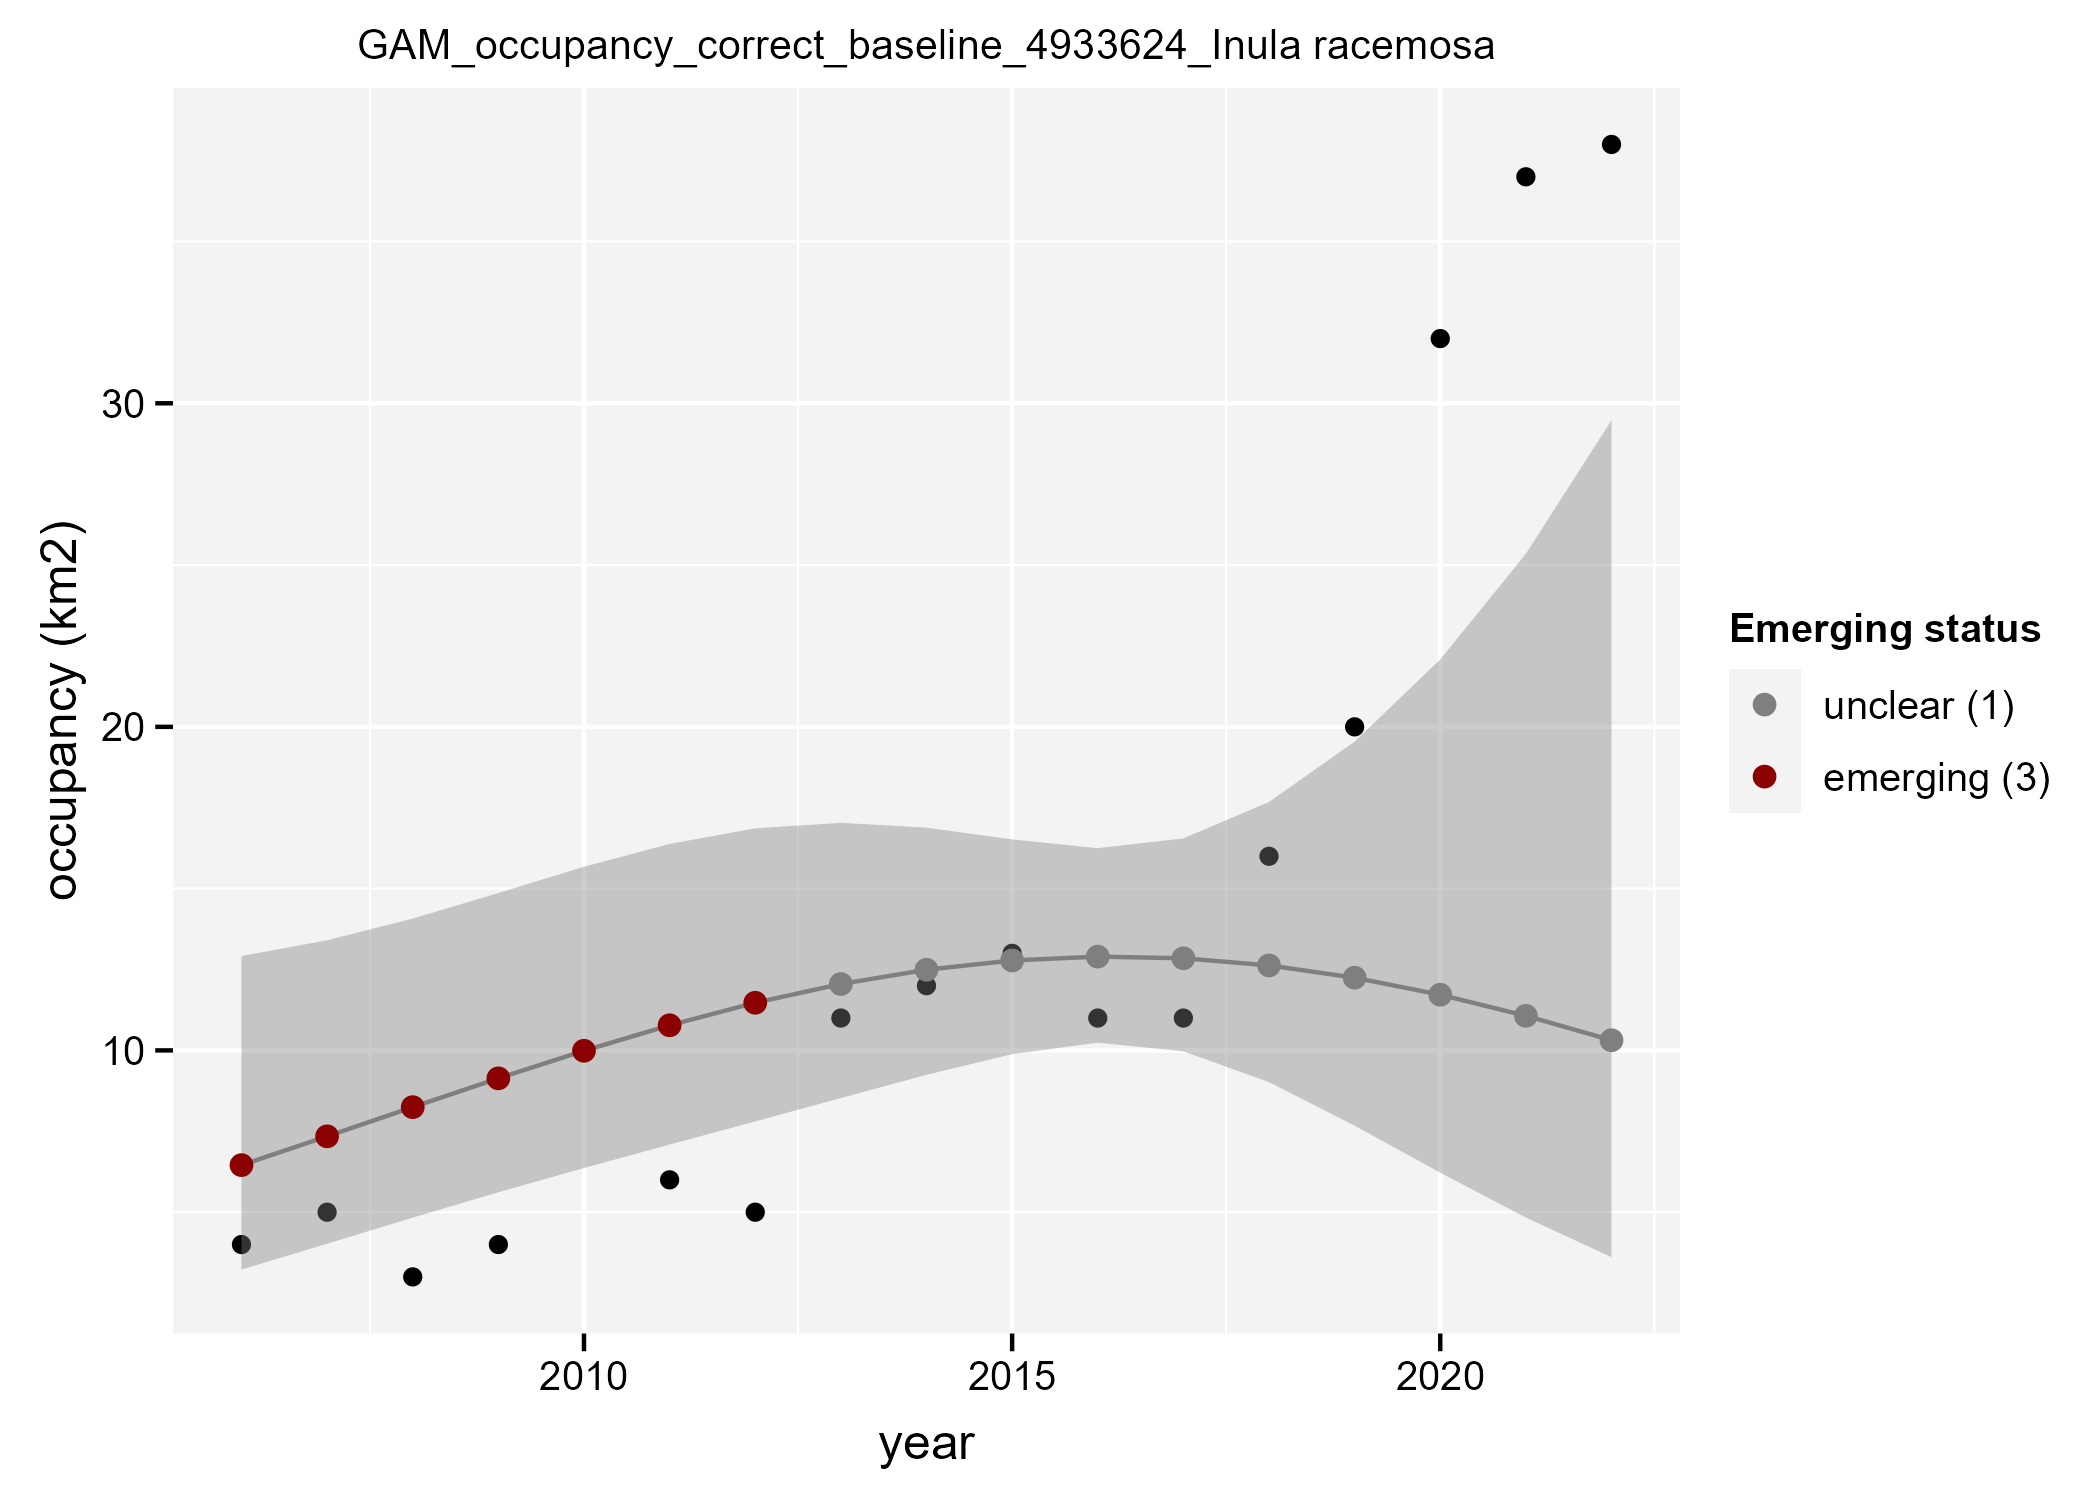 GAM_occupancy_correct_baseline_4933624_Inula racemosa
30
20
10
occupancy (km2)
2010
2015
2020
year
Emerging status
unclear (1)
emerging (3)